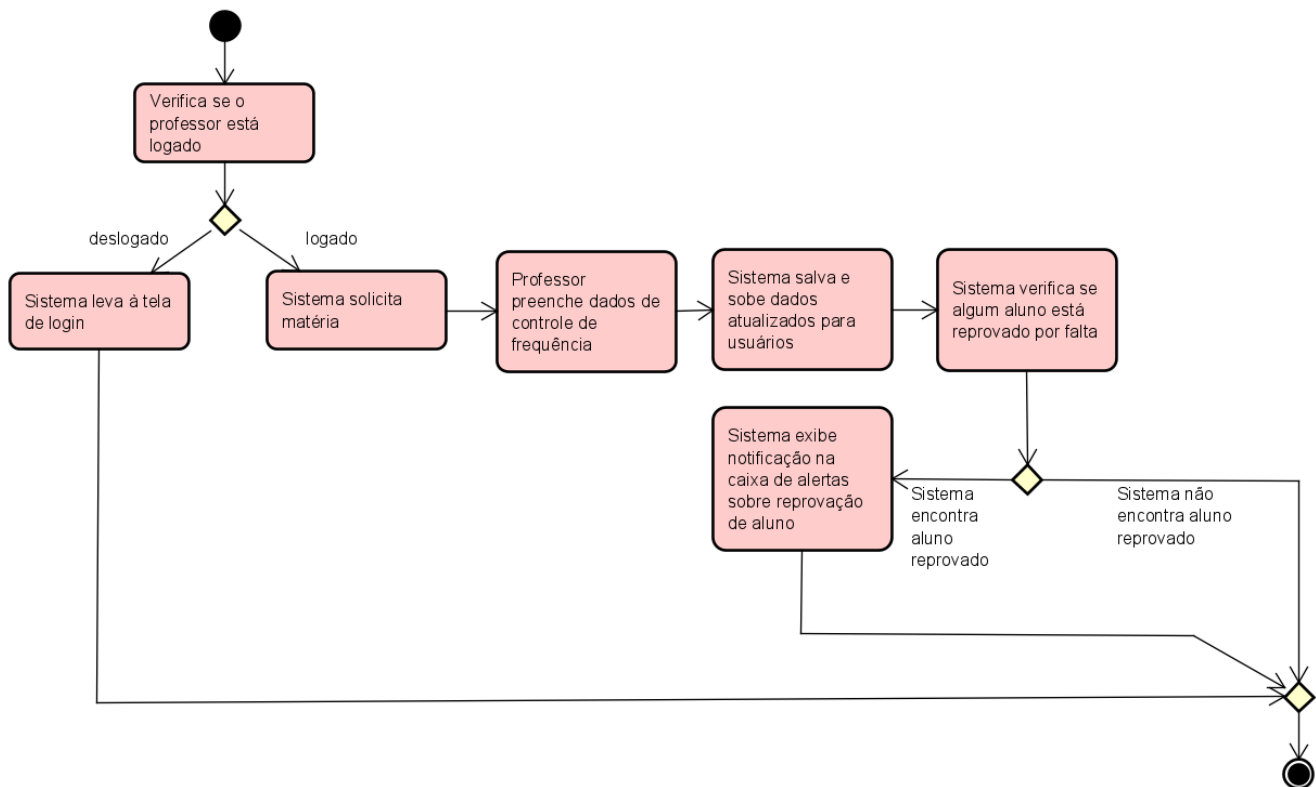 Verifica se o
professor está
logado
deslogado
logado
Sistema leva à tela
de login
Sistema solicita
matéria
Professor
preenche dados de
controle de
frequência
Sistema salva e
sobe dados
atualizados para
usuários
Sistema verifica se
algum aluno está
reprovado por falta
Sistema exibe
notificação na
caixa de alertas
sobre reprovação
de aluno
Sistema
encontra
aluno
reprovado
Sistema não
encontra aluno
reprovado